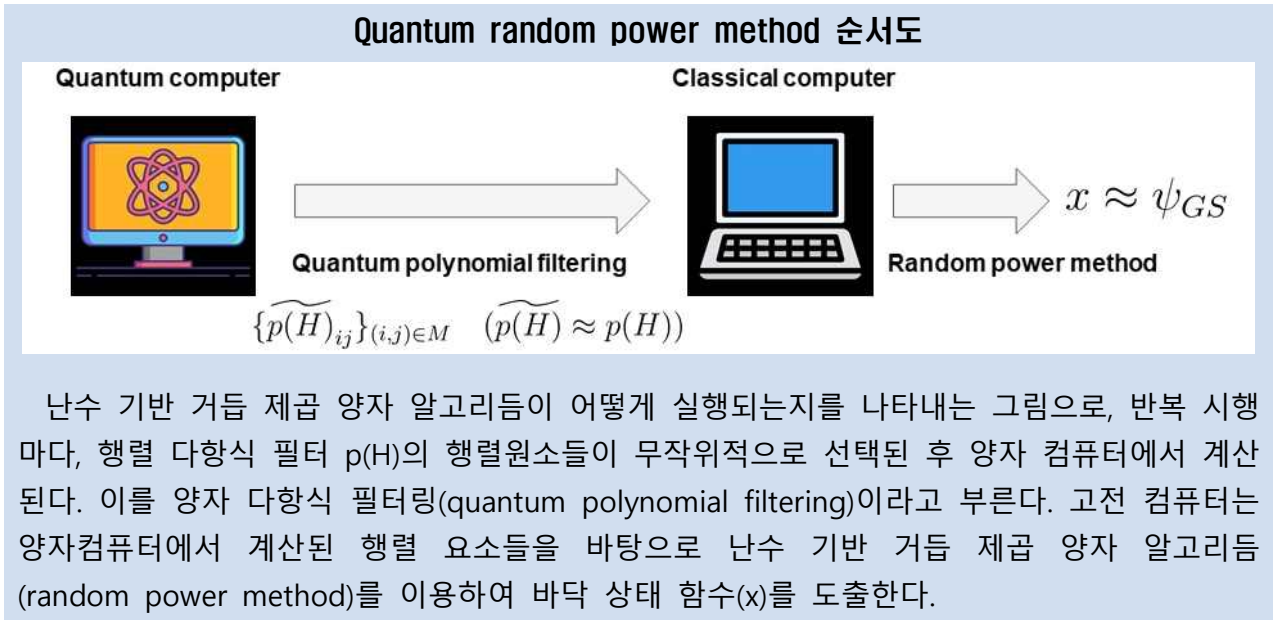 Quantum random power method 순서도
Quantum computer
Classical computer
x ≈ ψ_{GS}
Quantum polynomial filtering
Random power method
{\widetilde{p(H)}_{ij}}_{(i,j)∈M} (\widetilde{p(H)} ≈ p(H))
난수 기반 거듭 제곱 양자 알고리듬이 어떻게 실행되는지를 나타내는 그림으로, 반복 시행
마다, 행렬 다항식 필터 p(H)의 행렬원소들이 무작위적으로 선택된 후 양자 컴퓨터에서 계산
된다. 이를 양자 다항식 필터링(quantum polynomial filtering)이라고 부른다. 고전 컴퓨터는
양자컴퓨터에서 계산된 행렬 요소들을 바탕으로 난수 기반 거듭 제곱 양자 알고리듬
(random power method)를 이용하여 바닥 상태 함수(x)를 도출한다.